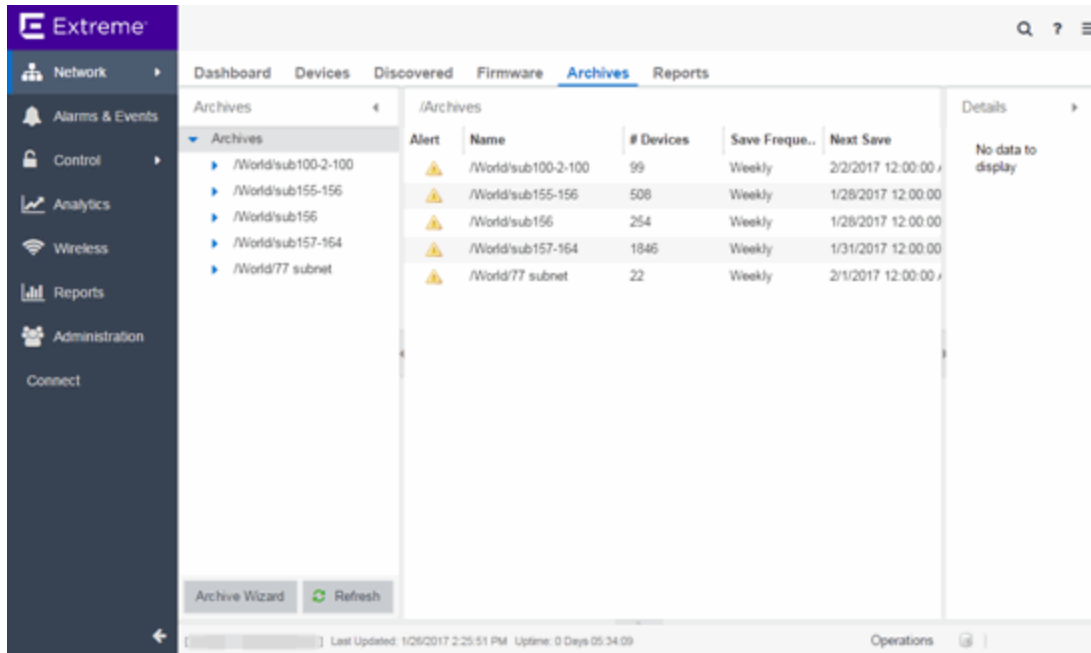 Extreme
?
Network
Alarms & Events
Control
Analytics
Wireless
Reports
Administration
Connect
Dashboard Devices Discovered Firmware Archives Reports
Archives
Archives
/World/sub100-2-100
/World/sub155-156
/World/sub156
/World/sub157-164
/World/77 subnet
Archive Wizard Refresh
/Archives
Alert Name # Devices Save Freque.. Next Save
/World/sub100-2-100 99 Weekly 2/2/2017 12:00:00
/World/sub155-156 508 Weekly 1/28/2017 12:00:00
/World/sub156 254 Weekly 1/28/2017 12:00:00
/World/sub157-164 1846 Weekly 1/31/2017 12:00:00
/World/77 subnet 22 Weekly 2/1/2017 12:00:00
Details
No data to
display
[ ] Last Updated: 1/26/2017 2:25:51 PM Uptime: 0 Days 05:34:09 Operations